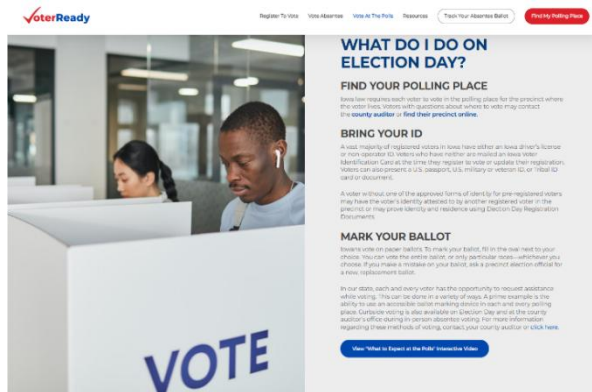 VoterReady
Register To Vote Vote Absentee Vote At The Polls Resources Track Your Absentee Ballot Find My Polling Place
WHAT DO I DO ON
ELECTION DAY?
FIND YOUR POLLING PLACE
Iowa law requires each voter to vote in the polling place for the precinct where
the voter lives. Voters with questions about where to vote may contact
the county auditor or find their precinct online.
BRING YOUR ID
A vast majority of registered voters in Iowa have either an Iowa driver's license
or non-operator ID. Voters who have neither are mailed an Iowa Voter
Identification Card at the time they register to vote or update their registration.
Voters can also present a U.S. passport, U.S. military or veteran ID, or Tribal ID
card or document.
A voter without one of the approved forms of identity for pre-registered voters
may have the voter's identity attested to by another registered voter in the
precinct or may prove identity and residence using Election Day Registration
Documents.
MARK YOUR BALLOT
Iowans vote on paper ballots. To mark your ballot, fill in the oval next to your
choice. You can vote the entire ballot, or only particular races—whichever you
choose. If you make a mistake on your ballot, ask a precinct election official for
a new, replacement ballot.
In our state, each and every voter has the opportunity to request assistance
while voting. This can be done in a variety of ways. A prime example is the
ability to use an accessible ballot marking device in each and every polling
place. Curbside voting is also available on Election Day and at the county
auditor's office during in person absentee voting. For more information
regarding these methods of voting, contact your county auditor or click here.
View "What to Expect at the Polls" Interactive Video
VOTE